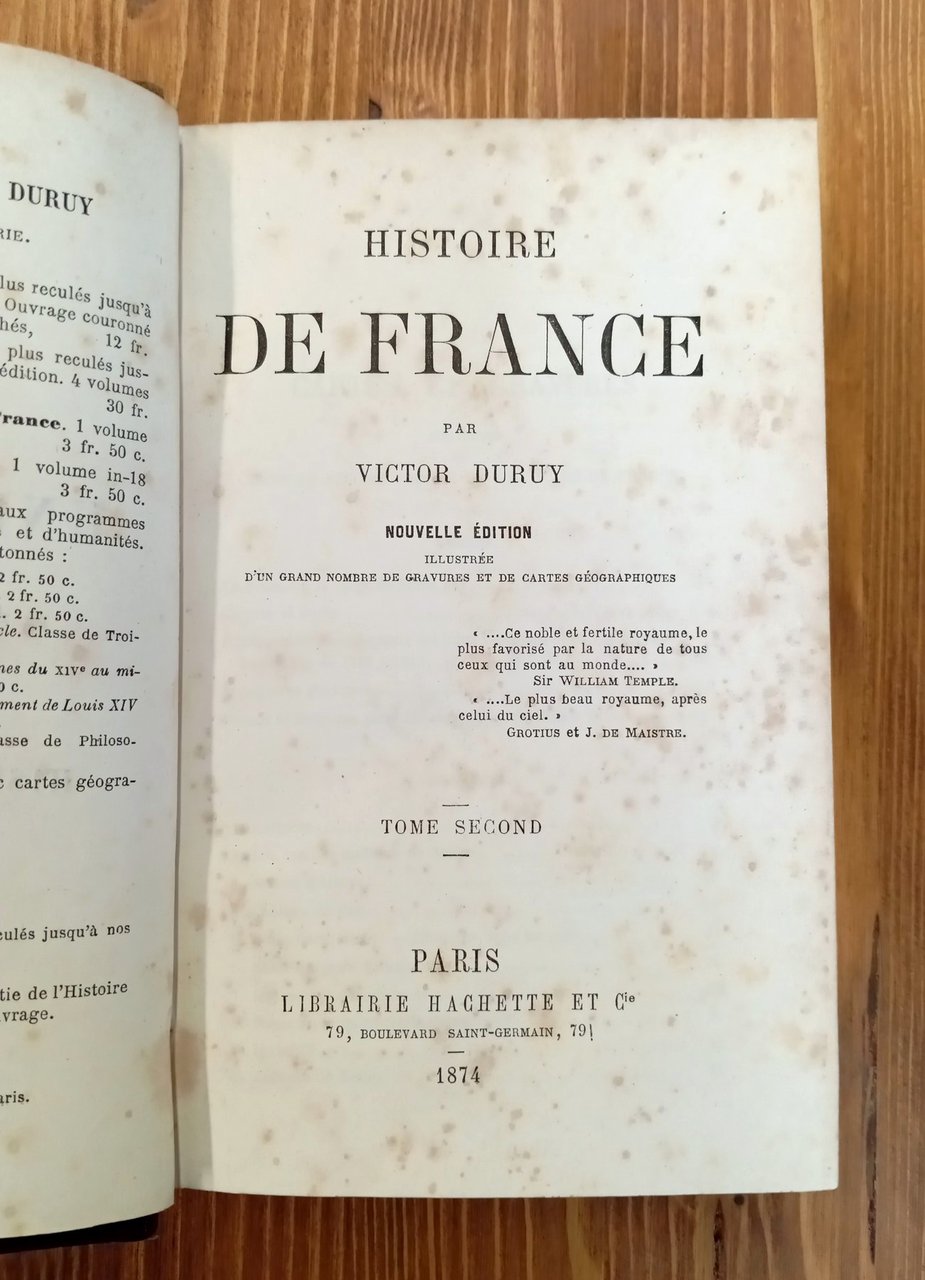 DURUY
RIE.
lus reculés jusqu'à
Ouvrage couronné
hés, 12 fr.
plus reculés jus-
édition. 4 volumes
30 fr.
rance. 1 volume
3 fr. 50 c.
1 volume in-18
3 fr. 50 c.
aux programmes
et d'humanités.
tonnés :
2 fr. 50 c.
2 fr. 50 c.
. 2 fr. 50 c.
cle. Classe de Troi-
nes du XIVe au mi-
0 c.
ment de Louis XIV
asse de Philoso-
c cartes géogra-
culés jusqu'à nos
tie de l'Histoire
vrage.
aris.
HISTOIRE
DE FRANCE
PAR
VICTOR DURUY
NOUVELLE ÉDITION
ILLUSTRÉE
D'UN GRAND NOMBRE DE GRAVURES ET DE CARTES GÉOGRAPHIQUES
« ....Ce noble et fertile royaume, le
plus favorisé par la nature de tous
ceux qui sont au monde.... »
Sir WILLIAM TEMPLE.
« ....Le plus beau royaume, après
celui du ciel. »
GROTIUS et J. DE MAISTRE.
TOME SECOND
PARIS
LIBRAIRIE HACHETTE ET Cie
79, BOULEVARD SAINT-GERMAIN, 79
1874